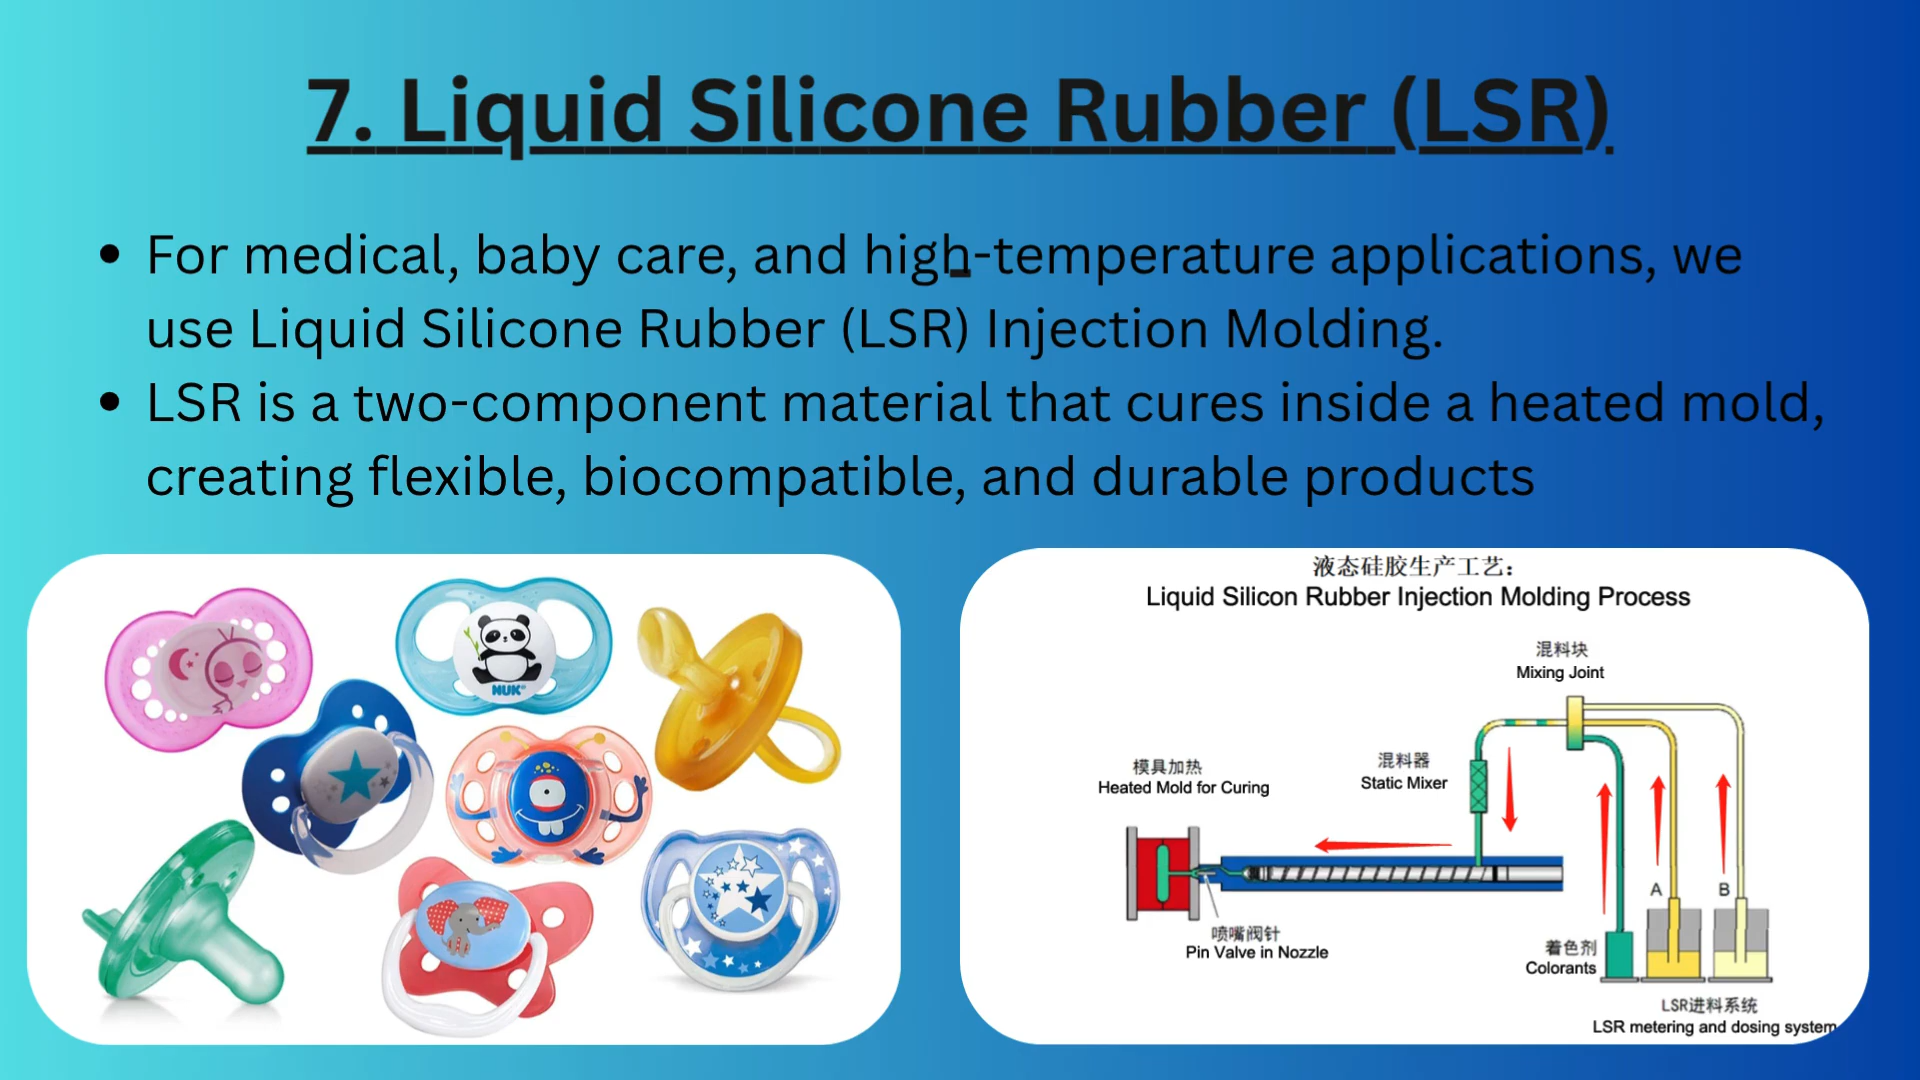 7. Liquid Silicone Rubber (LSR)
• For medical, baby care, and high-temperature applications, we
use Liquid Silicone Rubber (LSR) Injection Molding.
• LSR is a two-component material that cures inside a heated mold,
creating flexible, biocompatible, and durable products
NUK
液态硅胶生产工艺:
Liquid Silicon Rubber Injection Molding Process
混料块
Mixing Joint
混料器
Static Mixer
模具加热
Heated Mold for Curing
A
B
喷嘴阀针
Pin Valve in Nozzle
着色剂
Colorants
LSR进料系统
LSR metering and dosing system